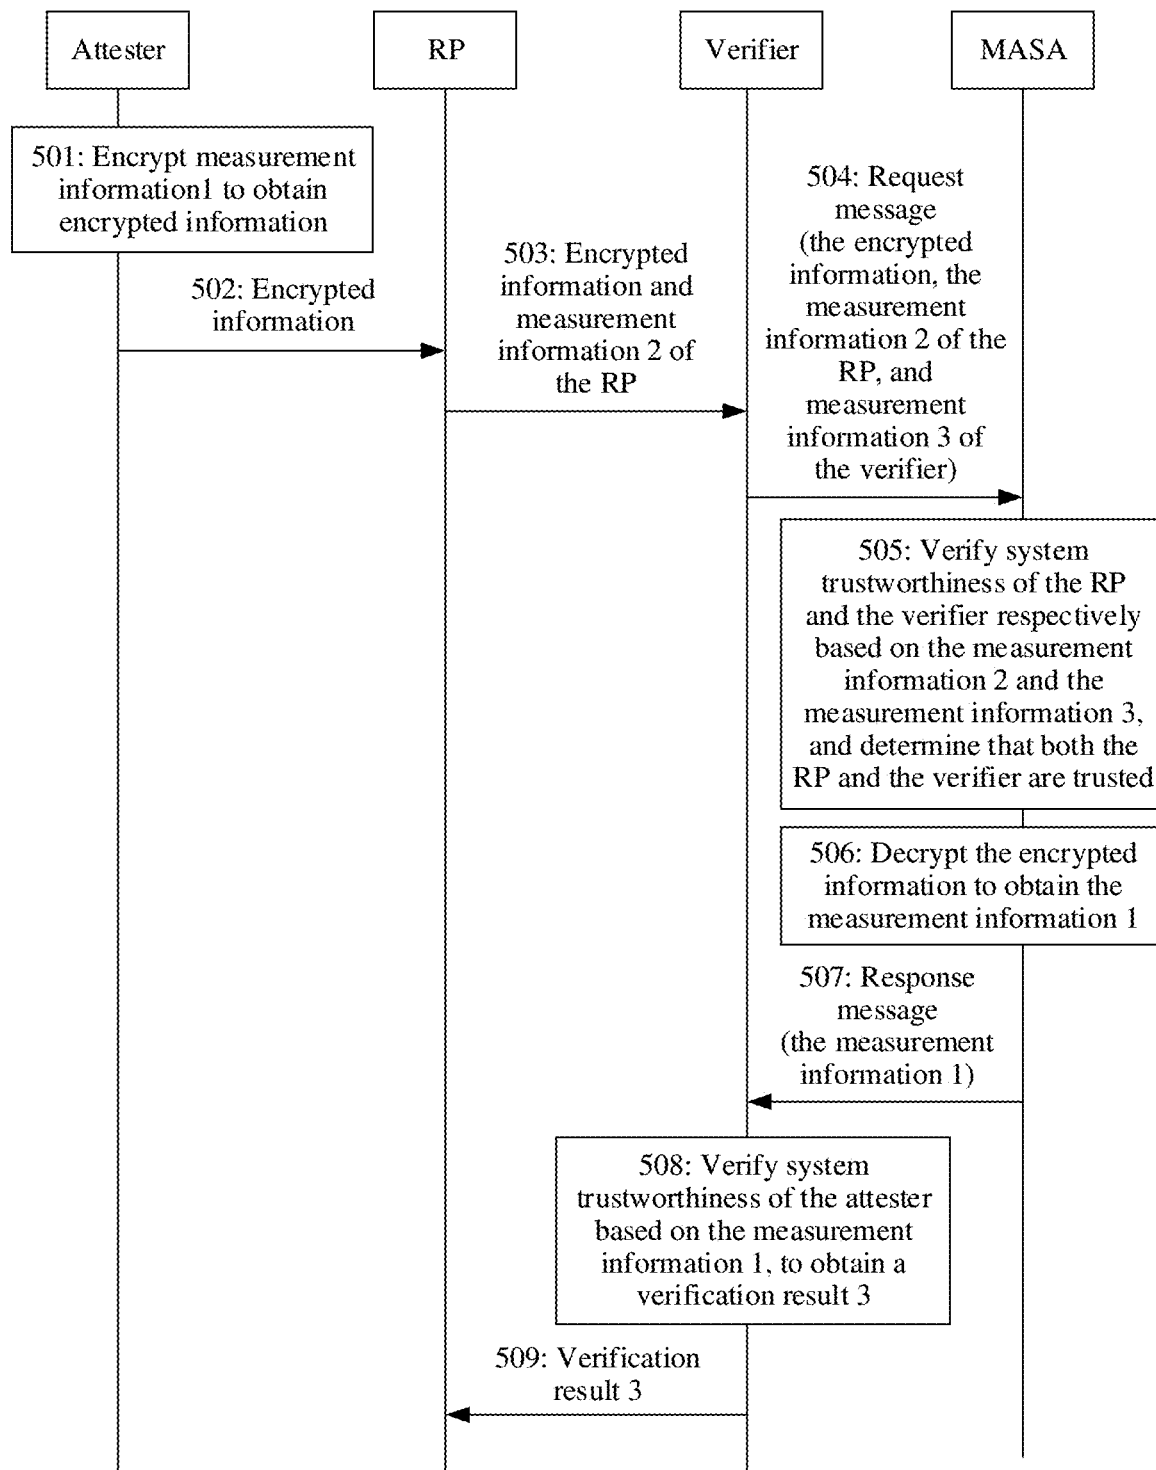 Attester
RP
Verifier
MASA
501: Encrypt measurement
information1 to obtain
encrypted information
502: Encrypted
information
503: Encrypted
information and
measurement
information 2 of
the RP
504: Request
message
(the encrypted
information, the
measurement
information 2 of the
RP, and
measurement
information 3 of
the verifier)
505: Verify system
trustworthiness of the RP
and the verifier respectively
based on the measurement
information 2 and the
measurement information 3,
and determine that both the
RP and the verifier are trusted
506: Decrypt the encrypted
information to obtain the
measurement information 1
507: Response
message
(the measurement
information 1)
508: Verify system
trustworthiness of the attester
based on the measurement
information 1, to obtain a
verification result 3
509: Verification
result 3